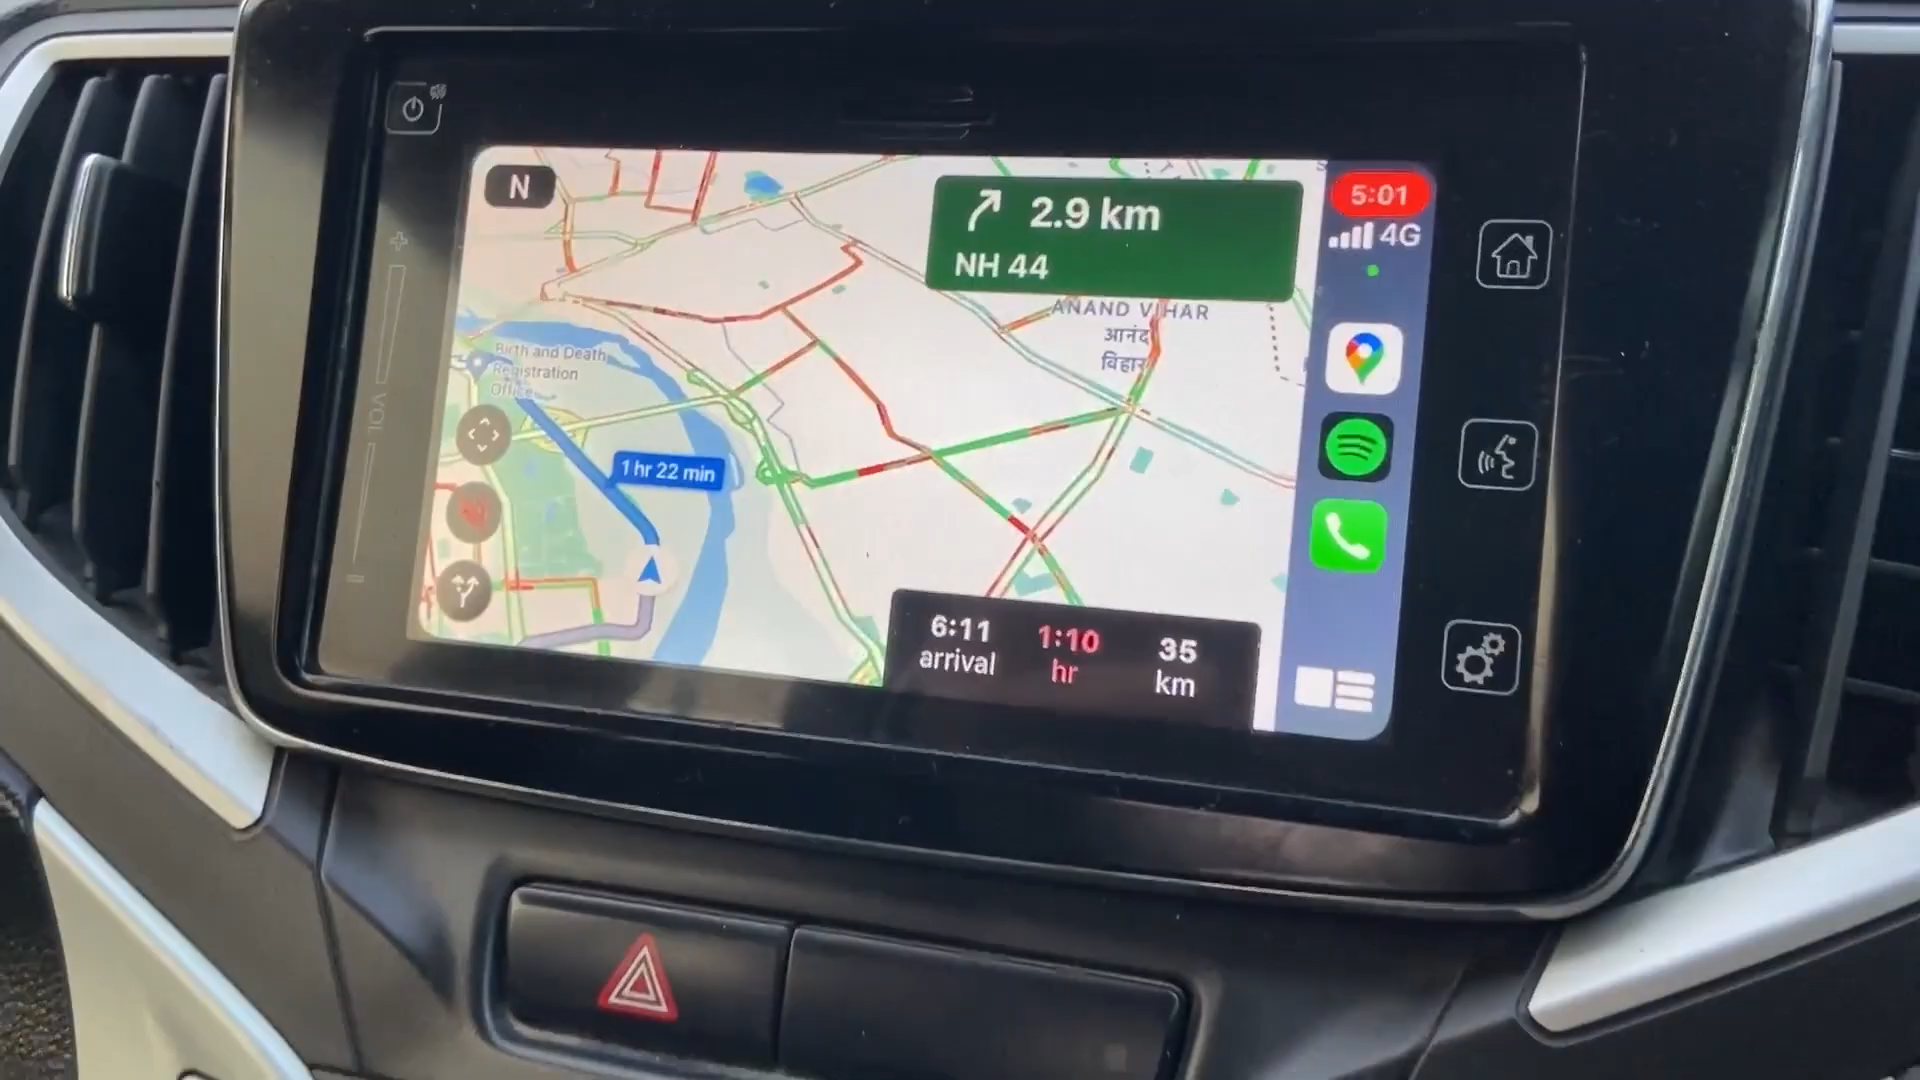 N
2.9 km
NH 44
5:01
4G
ANAND VIHAR
आनंद
विहार
Birth and Death
Registration
Office
1 hr 22 min
6:11
arrival
1:10
hr
35
km
VOL